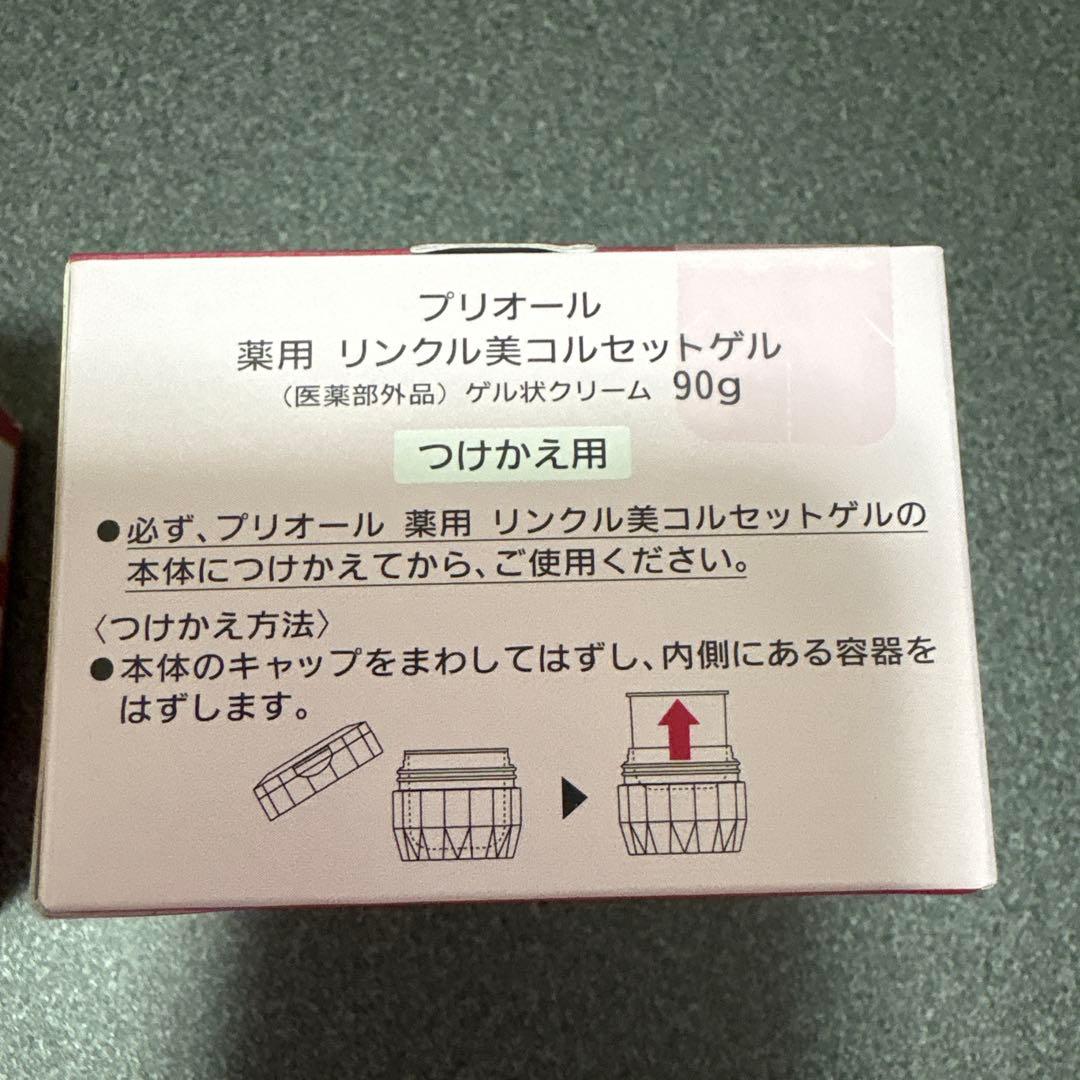 プリオール
薬用 リンクル美コルセットゲル
（医薬部外品）ゲル状クリーム 90g
つけかえ用
●必ず、プリオール 薬用 リンクル美コルセットゲルの
本体につけかえてから、ご使用ください。
〈つけかえ方法〉
●本体のキャップをまわしてはずし、内側にある容器を
はずします。